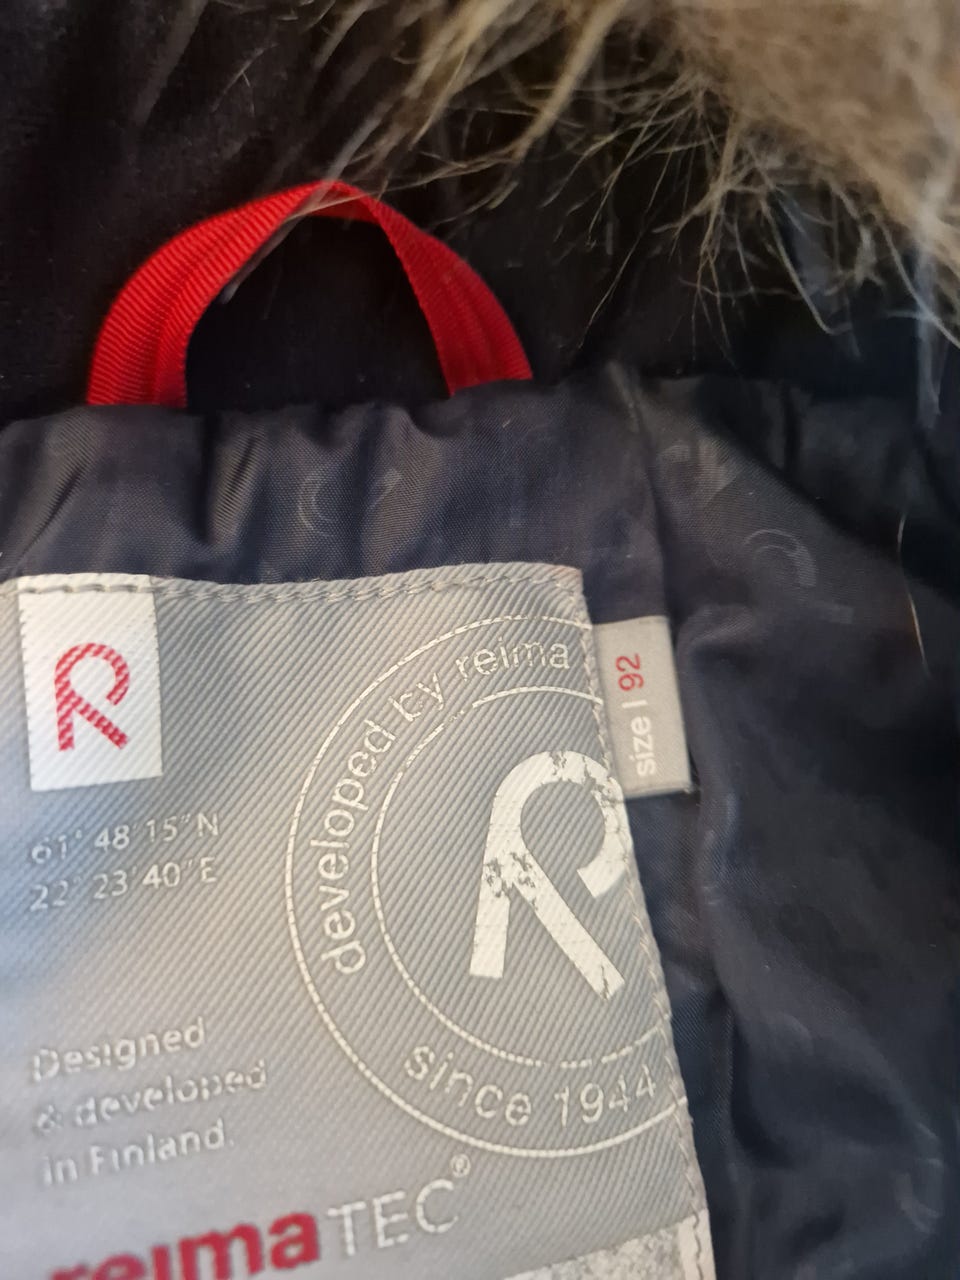 developed by reima
size | 92
61° 48'15"N
22° 23'40"E
Designed
& developed
in Finland.
since 1944
reimaTEC®